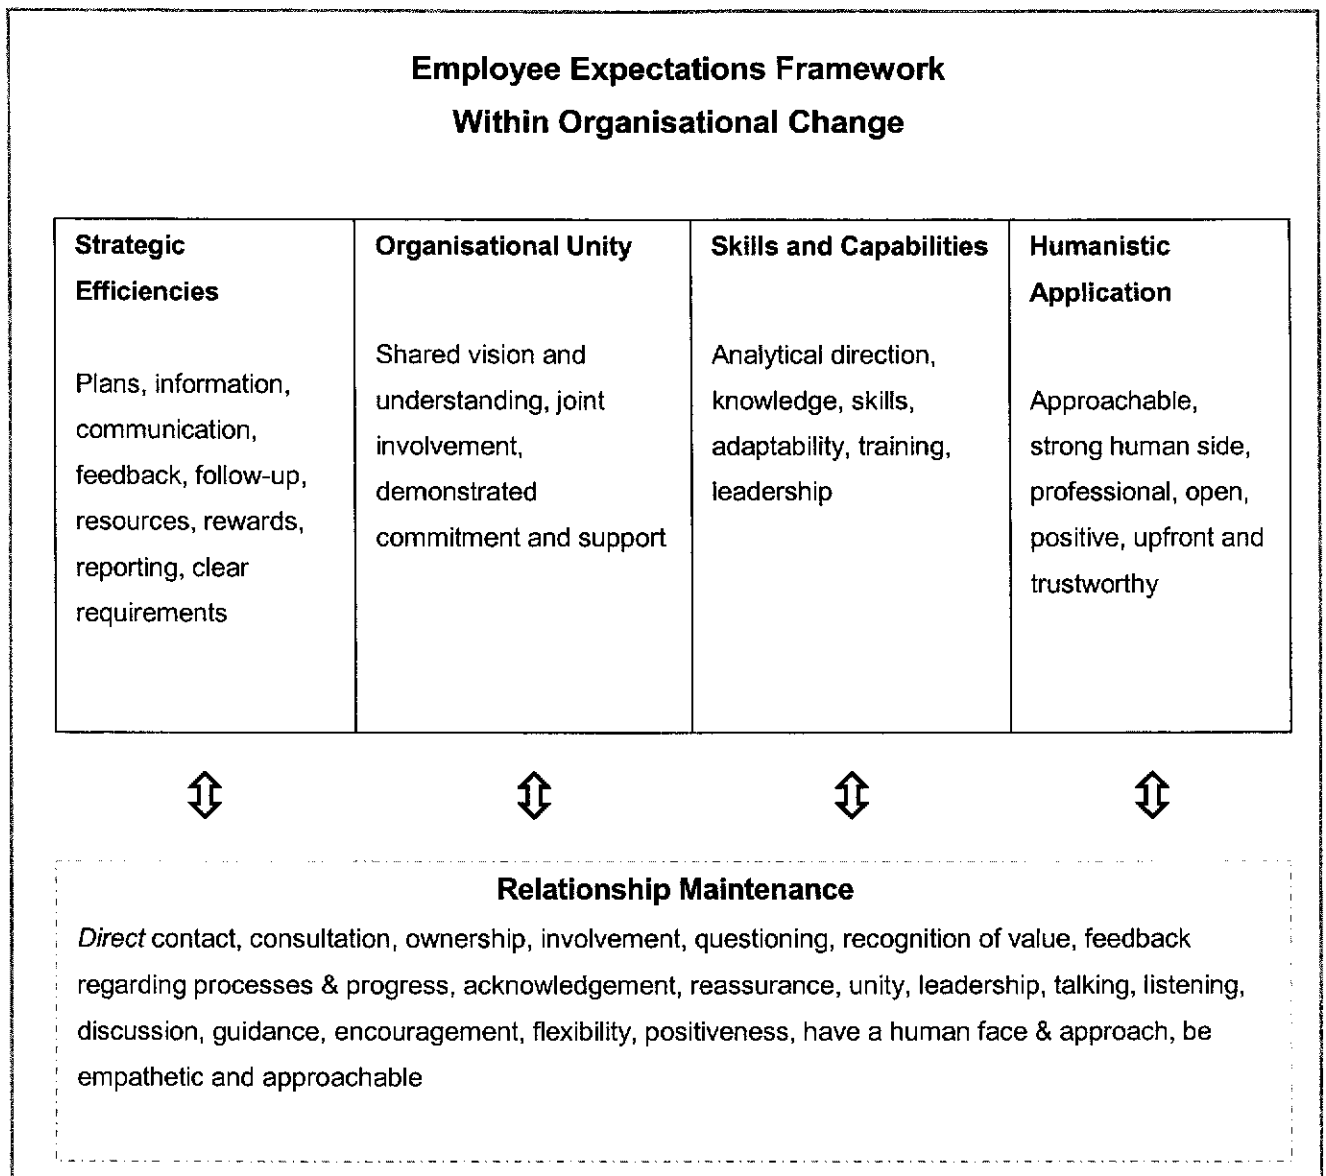 Employee Expectations Framework
Within Organisational Change
Strategic
Efficiencies
Plans, information,
communication,
feedback, follow-up,
resources, rewards,
reporting, clear
requirements
Organisational Unity
Shared vision and
understanding, joint
involvement,
demonstrated
commitment and support
Skills and Capabilities
Analytical direction,
knowledge, skills,
adaptability, training,
leadership
Humanistic
Application
Approachable,
strong human side,
professional, open,
positive, upfront and
trustworthy
Relationship Maintenance
Direct contact, consultation, ownership, involvement, questioning, recognition of value, feedback
regarding processes & progress, acknowledgement, reassurance, unity, leadership, talking, listening,
discussion, guidance, encouragement, flexibility, positiveness, have a human face & approach, be
empathetic and approachable